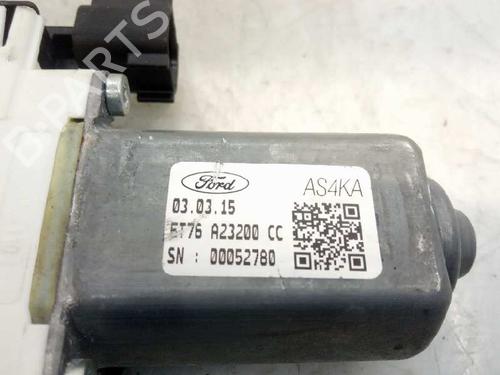 B-PARTS
Ford
AS4KA
03.03.15
ET76 A23200 CC
SN : 00052780